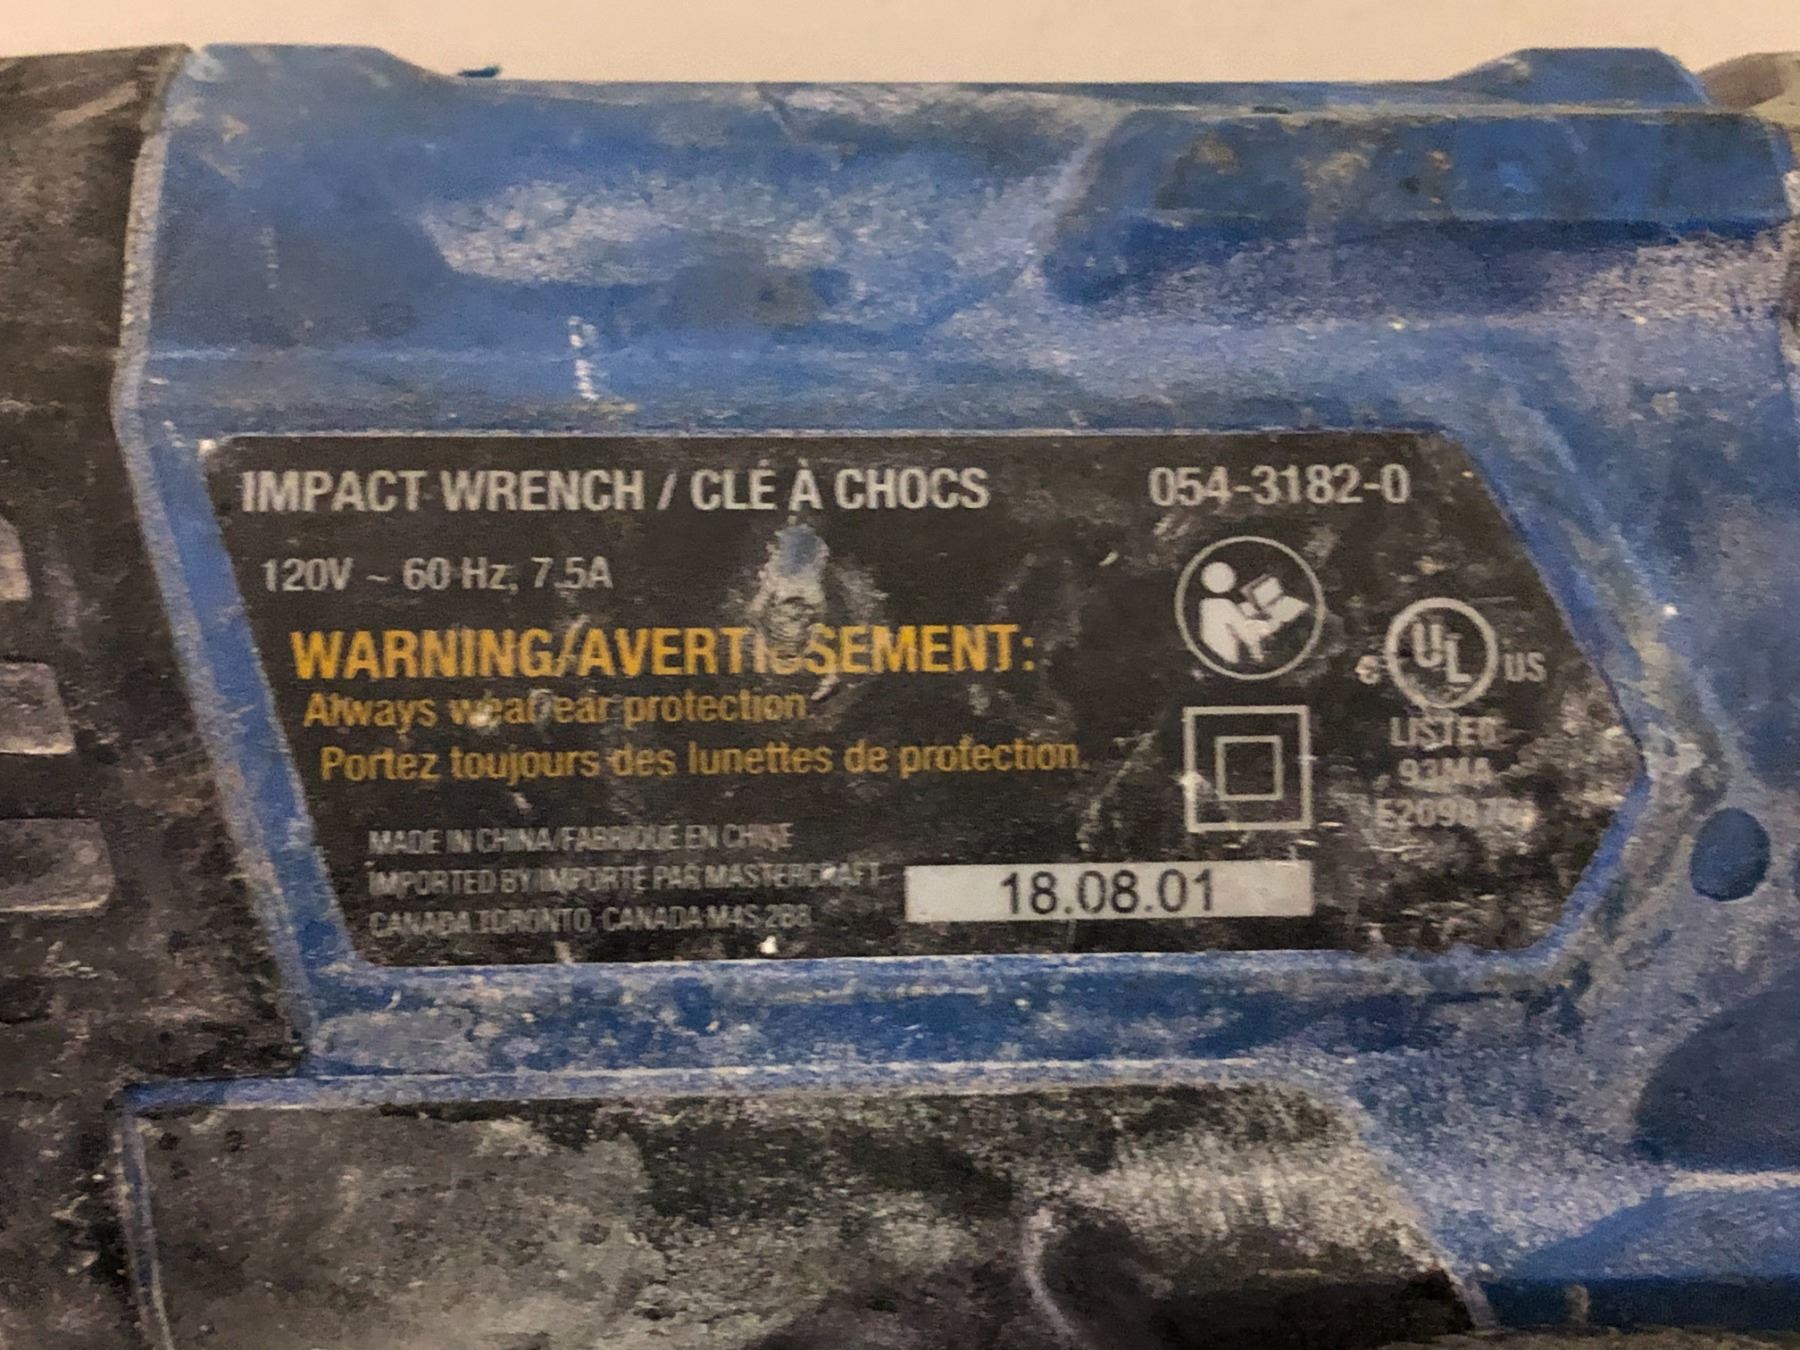 IMPACT WRENCH / CLÉ À CHOCS
054-3182-0
120V ~ 60 Hz, 7.5A
WARNING/AVERTISSEMENT:
Always wear ear protection
Portez toujours des lunettes de protection.
C UL US
LISTED
93MA
MADE IN CHINA/FABRIQUÉ EN CHINE
IMPORTED BY/IMPORTÉ PAR MASTERCRAFT
CANADA TORONTO, CANADA M4S 2B8
18.08.01